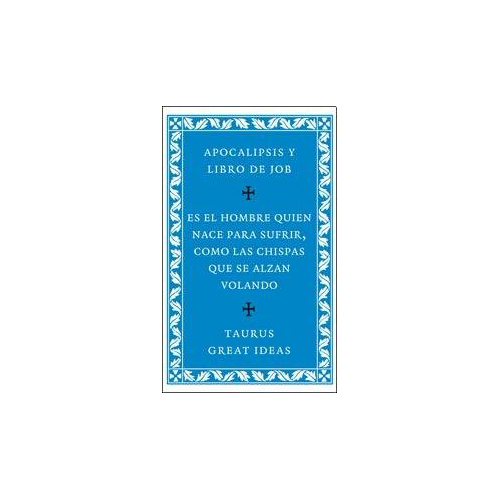 APOCALIPSIS Y
LIBRO DE JOB
ES EL HOMBRE QUIEN
NACE PARA SUFRIR,
COMO LAS CHISPAS
QUE SE ALZAN
VOLANDO
TAURUS
GREAT IDEAS